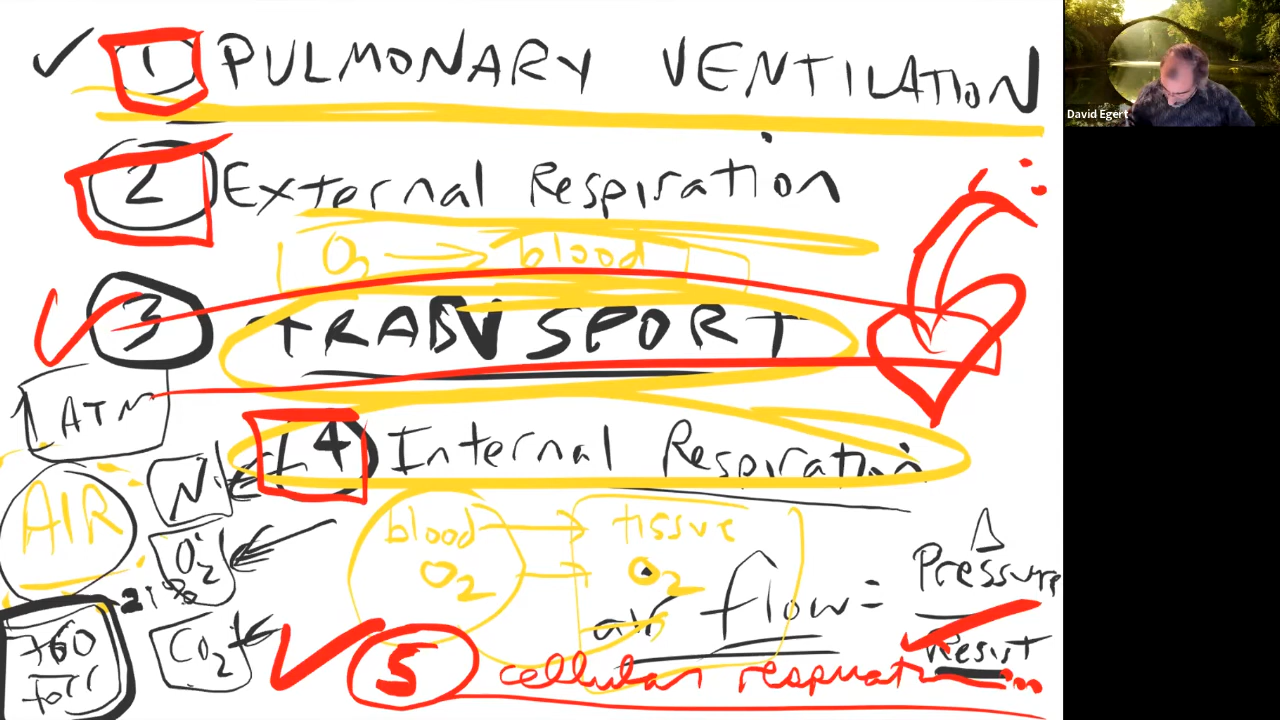 1 PULMONARY VENTILATION
David Egert
2 External Respiration
O2 → blood
3 TRANSPORT
1 ATM
4 Internal Respiration
AIR
N
O2
21%
CO2
760
torr
blood → tissue
O2 → O2
air flow = Δ Pressure
Resist
5 cellular respiration